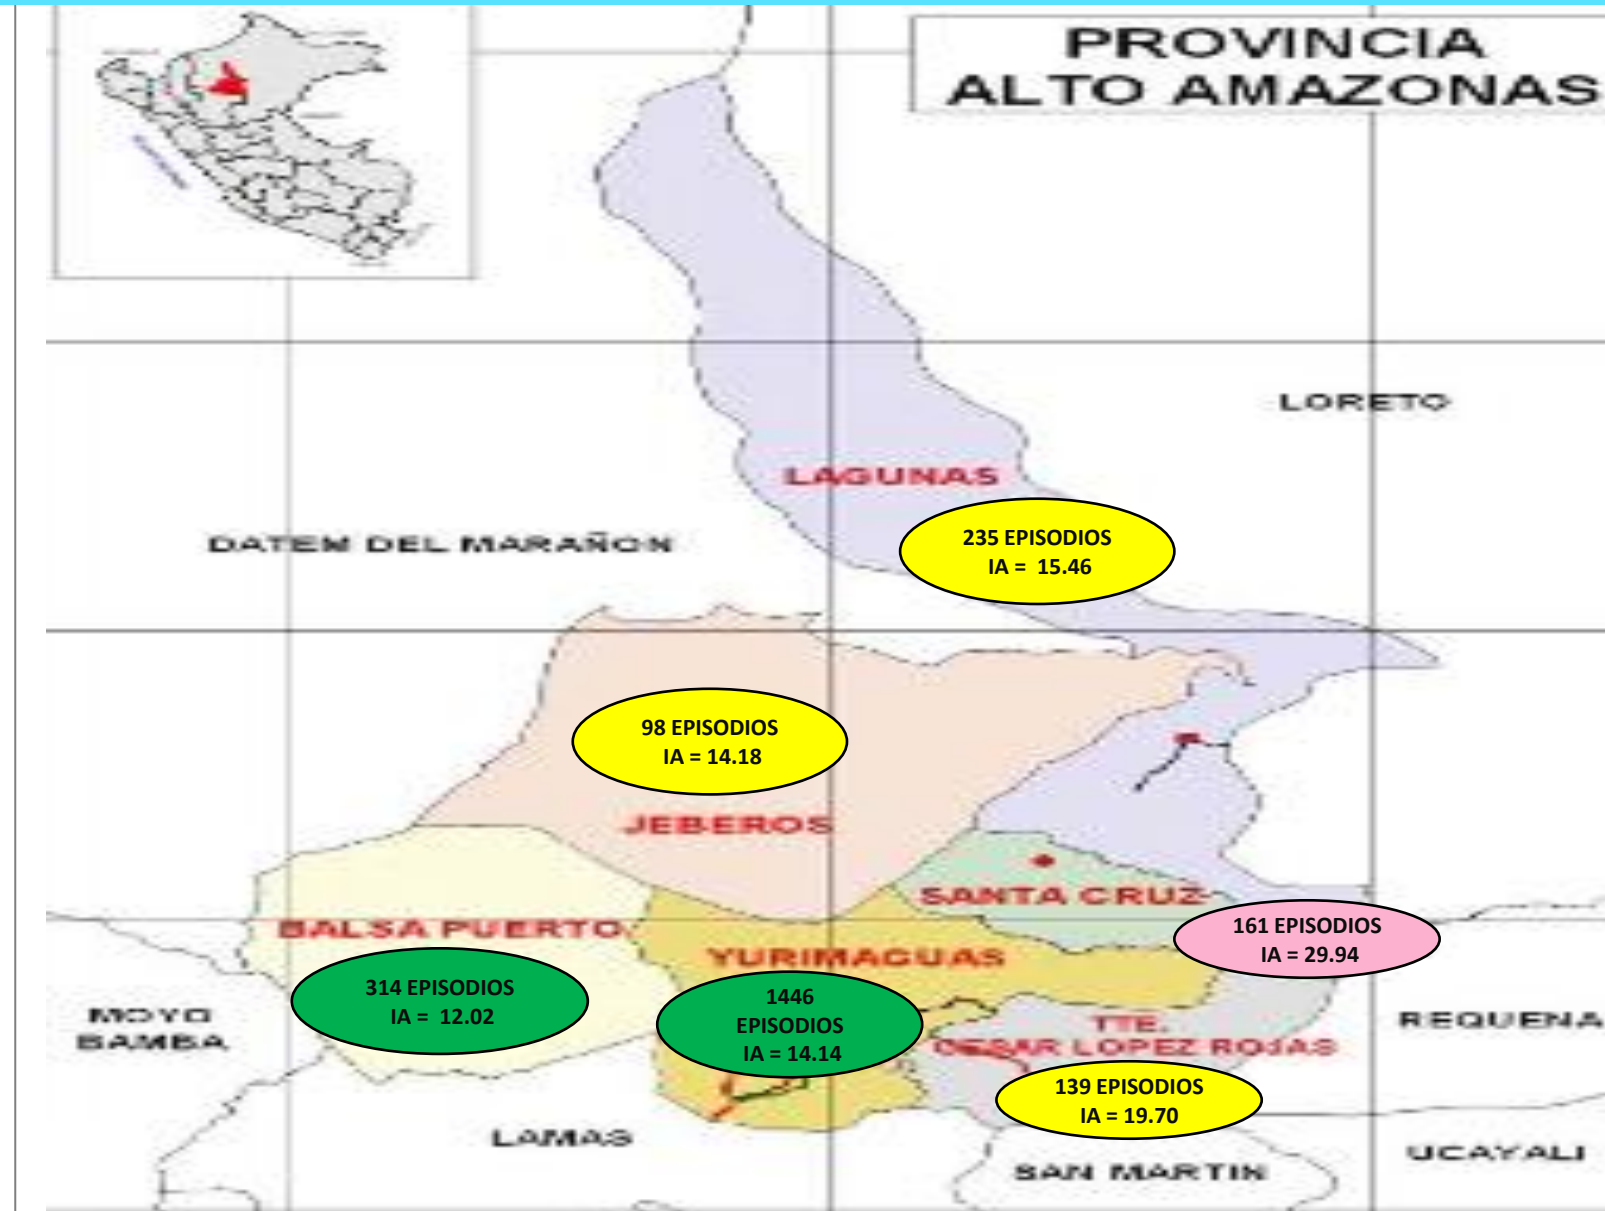 PROVINCIA
ALTO AMAZONAS
LORETO
LAGUNAS
235 EPISODIOS
IA = 15.46
DATEM DEL MARAÑON
98 EPISODIOS
IA = 14.18
JEBEROS
SANTA CRUZ
161 EPISODIOS
IA = 29.94
BALSA PUERTO
314 EPISODIOS
IA = 12.02
YURIMAGUAS
1446
EPISODIOS
IA = 14.14
MOYO
BAMBA
TTE.
CESAR LOPEZ ROJAS
139 EPISODIOS
IA = 19.70
REQUENA
LAMAS
SAN MARTIN
UCAYALI